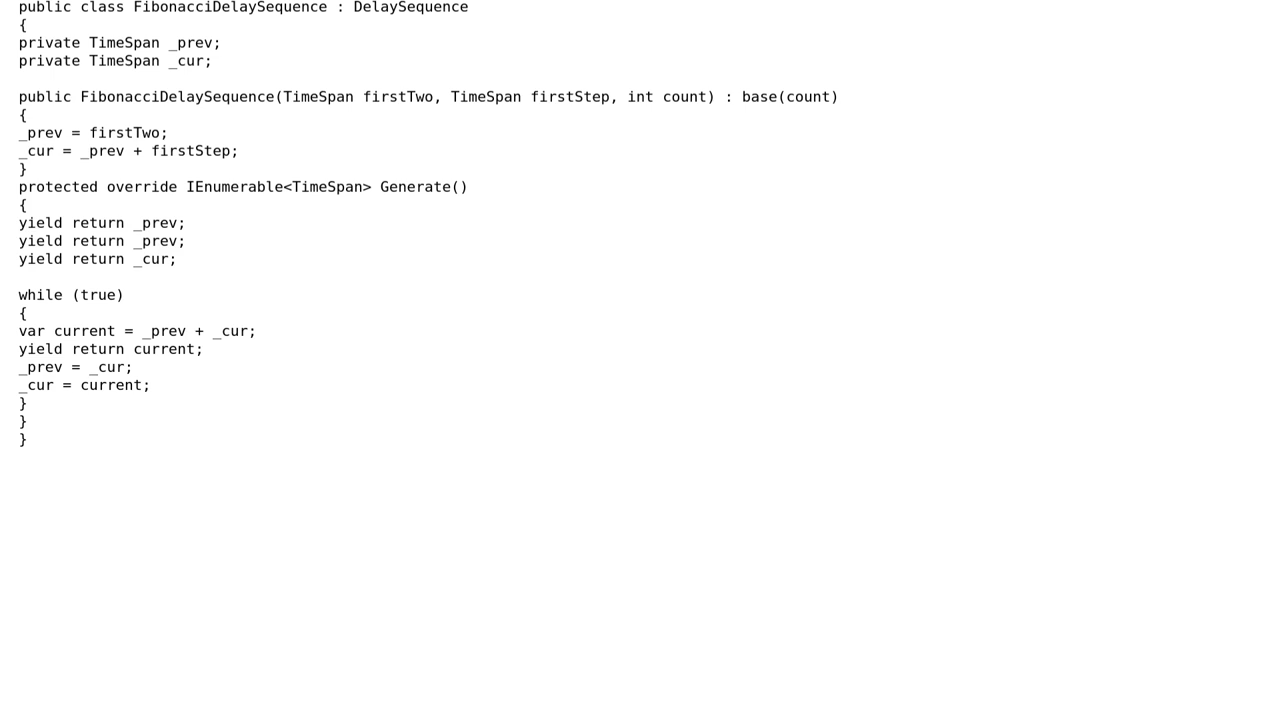 public class FibonacciDelaySequence : DelaySequence
{
private TimeSpan _prev;
private TimeSpan _cur;

public FibonacciDelaySequence(TimeSpan firstTwo, TimeSpan firstStep, int count) : base(count)
{
_prev = firstTwo;
_cur = _prev + firstStep;
}
protected override IEnumerable<TimeSpan> Generate()
{
yield return _prev;
yield return _prev;
yield return _cur;

while (true)
{
var current = _prev + _cur;
yield return current;
_prev = _cur;
_cur = current;
}
}
}